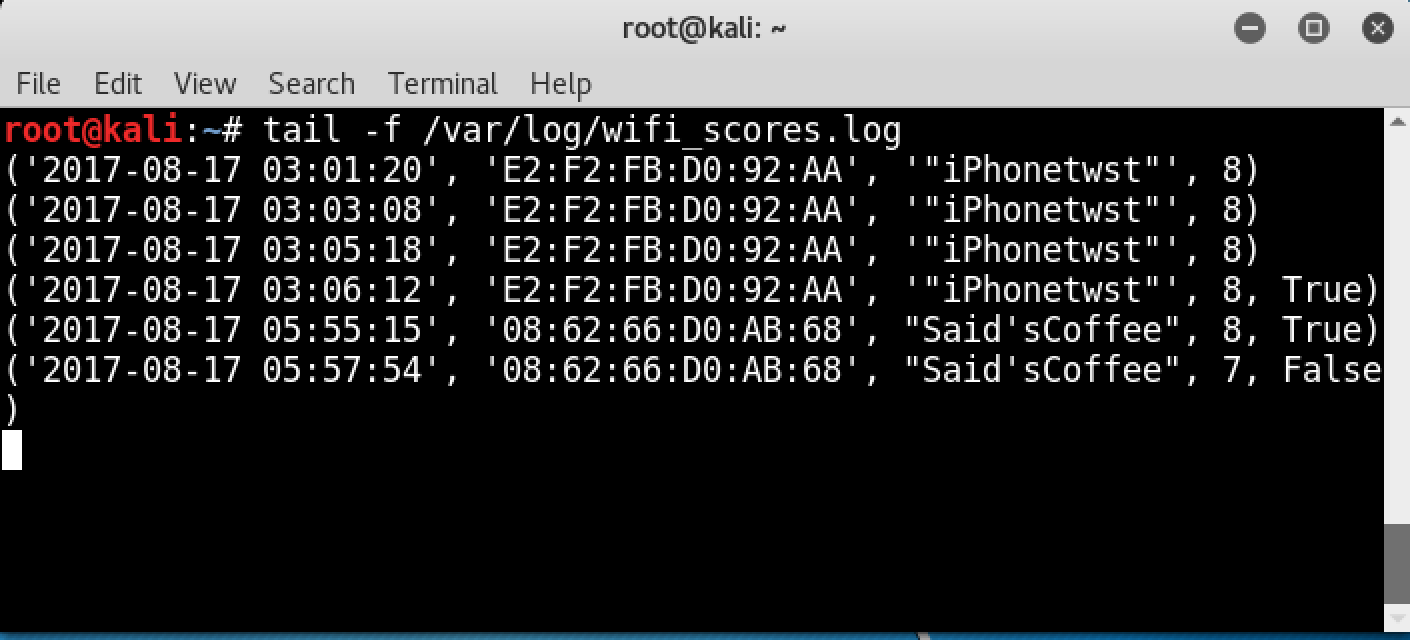 root@kali: ~
File Edit View Search Terminal Help
root@kali:~# tail -f /var/log/wifi_scores.log
('2017-08-17 03:01:20', 'E2:F2:FB:D0:92:AA', '"iPhonetwst"', 8)
('2017-08-17 03:03:08', 'E2:F2:FB:D0:92:AA', '"iPhonetwst"', 8)
('2017-08-17 03:05:18', 'E2:F2:FB:D0:92:AA', '"iPhonetwst"', 8)
('2017-08-17 03:06:12', 'E2:F2:FB:D0:92:AA', '"iPhonetwst"', 8, True)
('2017-08-17 05:55:15', '08:62:66:D0:AB:68', "Said'sCoffee", 8, True)
('2017-08-17 05:57:54', '08:62:66:D0:AB:68', "Said'sCoffee", 7, False
)